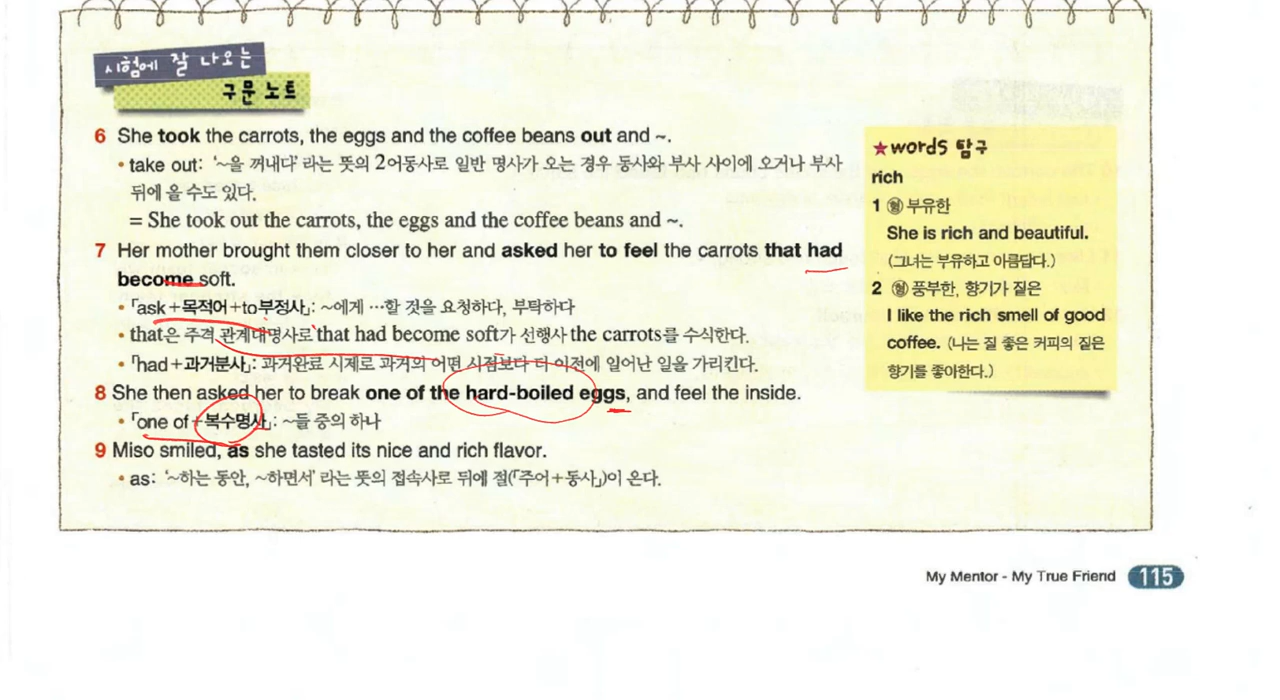 시험에 잘 나오는
구문 노트
6 She took the carrots, the eggs and the coffee beans out and ~.
• take out: '~을 꺼내다' 라는 뜻의 2어동사로 일반 명사가 오는 경우 동사와 부사 사이에 오거나 부사
뒤에 올 수도 있다.
= She took out the carrots, the eggs and the coffee beans and ~.
7 Her mother brought them closer to her and asked her to feel the carrots that had
become soft.
• 「ask+목적어+to부정사」: ~에게 …할 것을 요청하다, 부탁하다
• that은 주격 관계대명사로 that had become soft가 선행사 the carrots를 수식한다.
• 「had+과거분사」: 과거완료 시제로 과거의 어떤 시점보다 더 이전에 일어난 일을 가리킨다.
8 She then asked her to break one of the hard-boiled eggs, and feel the inside.
• 「one of+복수명사」: ~들 중의 하나
9 Miso smiled, as she tasted its nice and rich flavor.
• as: '~하는 동안, ~하면서' 라는 뜻의 접속사로 뒤에 절(「주어+동사」)이 온다.
★words 탐구
rich
1 형 부유한
She is rich and beautiful.
(그녀는 부유하고 아름답다.)
2 형 풍부한, 향기가 짙은
I like the rich smell of good
coffee. (나는 질 좋은 커피의 짙은
향기를 좋아한다.)
My Mentor - My True Friend 115